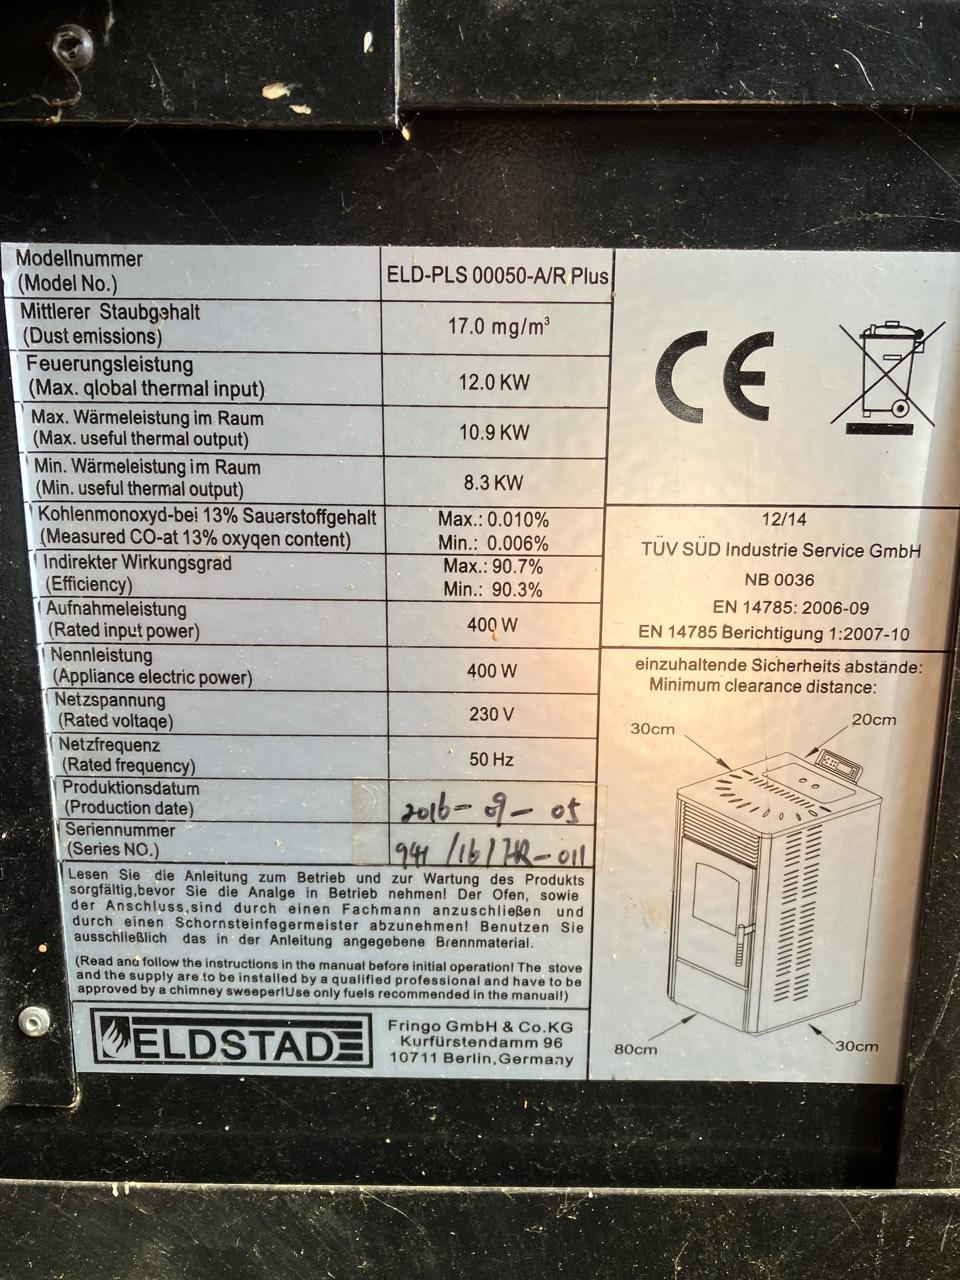 Modellnummer
(Model No.)
ELD-PLS 00050-A/R Plus
Mittlerer Staubgehalt
(Dust emissions)
17.0 mg/m³
Feuerungsleistung
(Max. qlobal thermal input)
12.0 KW
Max. Wärmeleistung im Raum
(Max. useful thermal output)
10.9 KW
Min. Wärmeleistung im Raum
(Min. useful thermal output)
8.3 KW
Kohlenmonoxyd-bei 13% Sauerstoffgehalt
(Measured CO-at 13% oxyqen content)
Max.: 0.010%
Min.: 0.006%
Indirekter Wirkungsgrad
(Efficiency)
Max.: 90.7%
Min.: 90.3%
Aufnahmeleistung
(Rated input power)
400 W
Nennleistung
(Appliance electric power)
400 W
Netzspannung
(Rated voltaqe)
230 V
Netzfrequenz
(Rated frequency)
50 Hz
Produktionsdatum
(Production date)
2016-09-05
Seriennummer
(Series NO.)
941/16/HR-011
Lesen Sie die Anleitung zum Betrieb und zur Wartung des Produkts
sorgfältig,bevor Sie die Analge in Betrieb nehmen! Der Ofen, sowie
der Anschluss,sind durch einen Fachmann anzuschließen und
durch einen Schornsteinfegermeister abzunehmen! Benutzen Sie
ausschließlich das in der Anleitung angegebene Brennmaterial.
(Read and follow the instructions in the manual before initial operation! The stove
and the supply are to be installed by a qualified professional and have to be
approved by a chimney sweeper!Use only fuels recommended in the manual!)
ELDSTADE
Fringo GmbH & Co.KG
Kurfürstendamm 96
10711 Berlin,Germany
CE
12/14
TÜV SÜD Industrie Service GmbH
NB 0036
EN 14785: 2006-09
EN 14785 Berichtigung 1:2007-10
einzuhaltende Sicherheits abstände:
Minimum clearance distance:
30cm
20cm
80cm
30cm